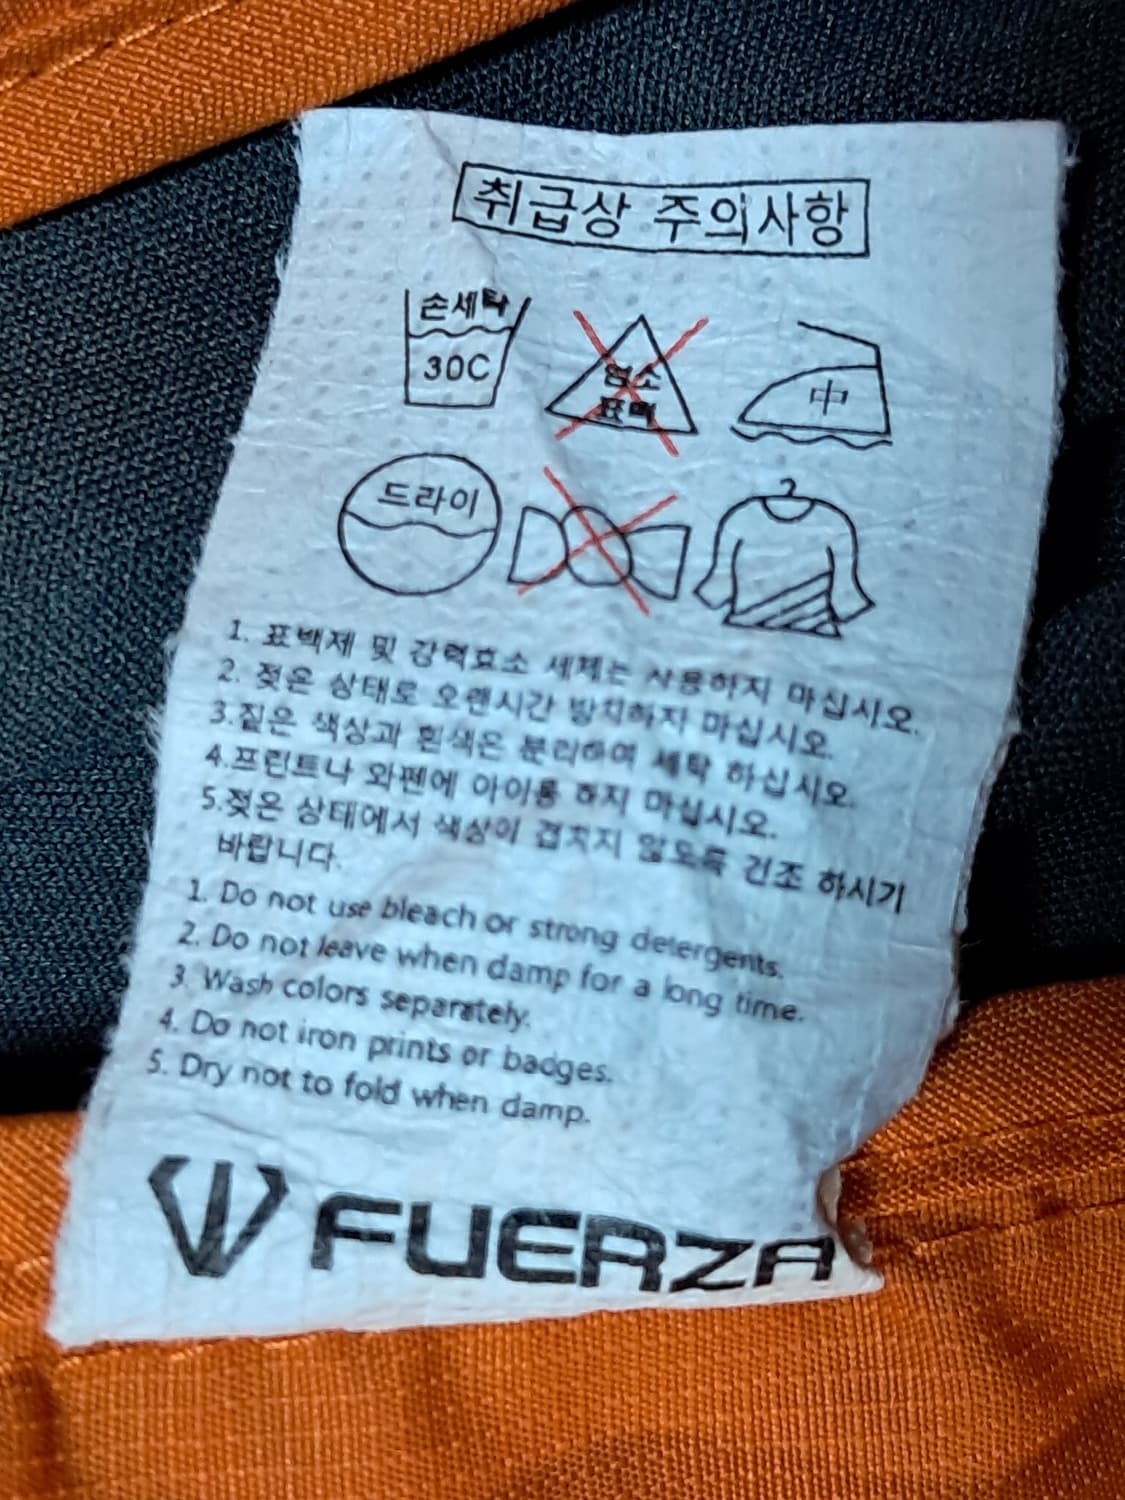 취급상 주의사항
손세탁
30C
염소
표백
中
드라이
1. 표백제 및 강력효소 세제는 사용하지 마십시오.
2. 젖은 상태로 오랜시간 방치하지 마십시오.
3.짙은 색상과 흰색은 분리하여 세탁 하십시오.
4.프린트나 와펜에 아이롱 하지 마십시오.
5.젖은 상태에서 색상이 겹치지 않도록 건조 하시기
바랍니다.
1. Do not use bleach or strong detergents.
2. Do not leave when damp for a long time.
3. Wash colors separately.
4. Do not iron prints or badges.
5. Dry not to fold when damp.
FUERZA